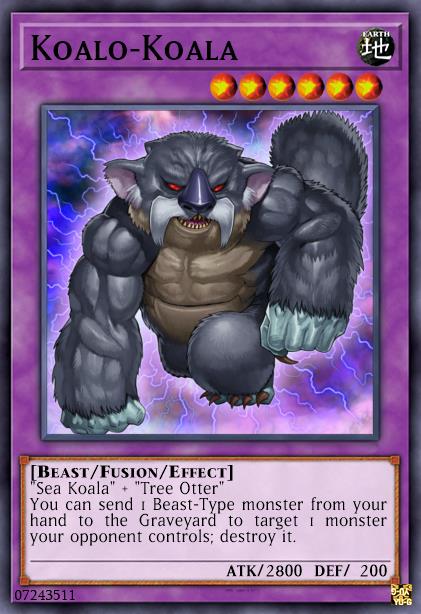 Koalo-Koala
EARTH
地
[Beast/Fusion/Effect]
"Sea Koala" + "Tree Otter"
You can send 1 Beast-Type monster from your
hand to the Graveyard to target 1 monster
your opponent controls; destroy it.
ATK/2800 DEF/ 200
07243511